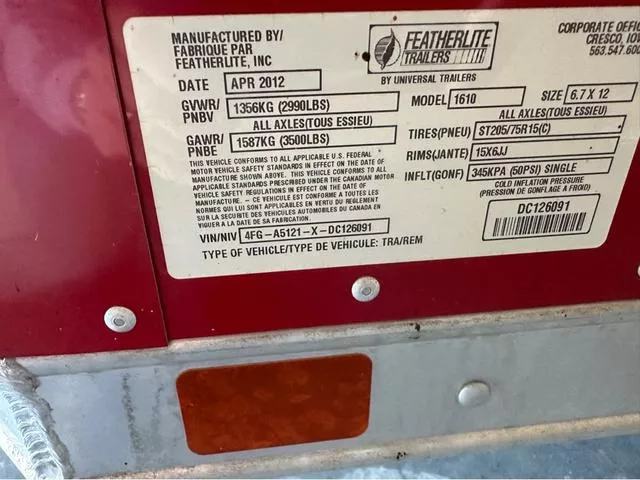 MANUFACTURED BY/
FABRIQUE PAR
FEATHERLITE, INC
FEATHERLITE
TRAILERS
BY UNIVERSAL TRAILERS
CORPORATE OFFIC
CRESCO, IOW
563.547.600
DATE APR 2012
GVWR/
PNBV 1356KG (2990LBS)
MODEL 1610
SIZE 6.7 X 12
ALL AXLES(TOUS ESSIEU)
ALL AXLES(TOUS ESSIEU)
GAWR/
PNBE 1587KG (3500LBS)
TIRES(PNEU) ST205/75R15(C)
RIMS(JANTE) 15X6JJ
INFLT(GONF) 345KPA (50PSI) SINGLE
COLD INFLATION PRESSURE
(PRESSION DE GONFLAGE A FROID)
THIS VEHICLE CONFORMS TO ALL APPLICABLE U.S. FEDERAL
MOTOR VEHICLE SAFETY STANDARDS IN EFFECT ON THE DATE OF
MANUFACTURE SHOWN ABOVE. THIS VEHICLE CONFORMS TO ALL
APPLICABLE STANDARDS PRESCRIBED UNDER THE CANADIAN MOTOR
VEHICLE SAFETY REGULATIONS IN EFFECT ON THE DATE OF
MANUFACTURE. - CE VEHICULE EST CONFORME A TOUTES LES
NORMES QUI LUI SONT APPLICABLES EN VERTU DU REGLEMENT
SUR LA SECURITE DES VEHICULES AUTOMOBILES DU CANADA EN
VIGUEUR A LA DATE DE SA FABRICATION.
DC126091
VIN/NIV 4FG-A5121-X-DC126091
TYPE OF VEHICLE/TYPE DE VEHICULE: TRA/REM